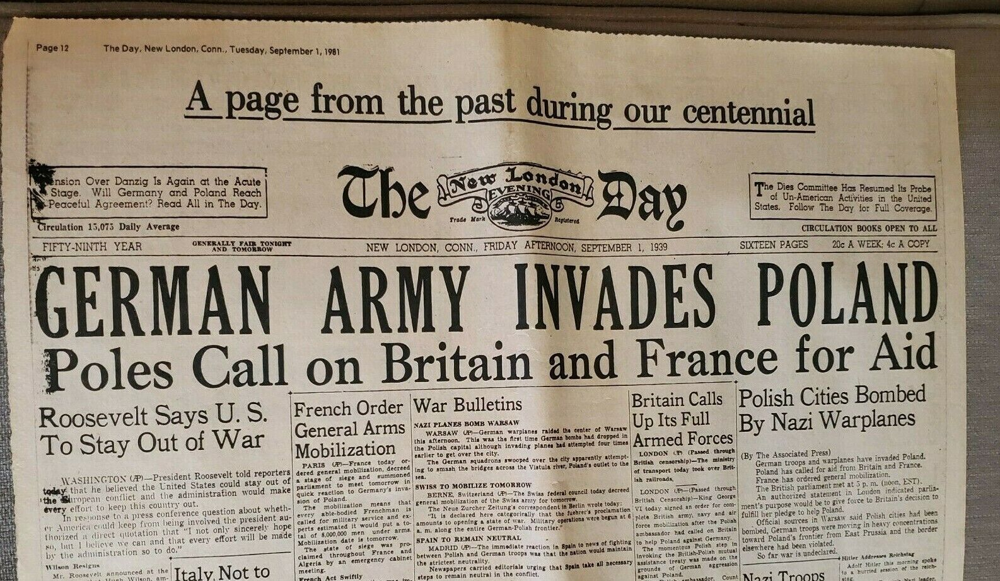 Page 12 The Day, New London, Conn., Tuesday, September 1, 1981
A page from the past during our centennial
ension Over Danzig Is Again at the Acute
Stage. Will Germany and Poland Reach
Peaceful Agreement? Read All in The Day.
Circulation 15,075 Daily Average
The Day
New London
EVENING
Trade Mark Registered
The Dies Committee Has Resumed Its Probe
of Un-American Activities in the United
States. Follow The Day for Full Coverage.
CIRCULATION BOOKS OPEN TO ALL
FIFTY-NINTH YEAR
GENERALLY FAIR TONIGHT
AND TOMORROW
NEW LONDON, CONN., FRIDAY AFTERNOON, SEPTEMBER 1, 1939
SIXTEEN PAGES 20c A WEEK; 4c A COPY
GERMAN ARMY INVADES POLAND
Poles Call on Britain and France for Aid
Roosevelt Says U. S.
To Stay Out of War
WASHINGTON (AP)—President Roosevelt told reporters
today that he believed the United States could stay out of
the European conflict and the administration would make
every effort to keep this country out.
In response to a press conference question about wheth-
er America could keep from being involved the president au-
thorized a direct quotation that "I not only sincerely hope
so, but I believe we can and that every effort will be made
by the administration so to do."
Wilson Resigns
Mr. Roosevelt announced at the
Hugh Wilson, am-
Italy Not to
French Order
General Arms
Mobilization
PARIS (AP)—France today or-
dered general mobilization, decreed
a stage of siege and summoned
parliament to meet tomorrow in
quick reaction to Germany's inva-
sion of Poland.
The mobilization means that
every able-bodied Frenchman is
called for military service and ex-
perts estimated it would put a to-
tal of 8,000,000 men under arms.
Mobilization date is tomorrow.
The state of siege was pro-
claimed throughout France and
Algeria by an emergency cabinet
meeting.
French Act Swiftly
War Bulletins
NAZI PLANES BOMB WARSAW
WARSAW (AP)—German warplanes raided the center of Warsaw
this afternoon. This was the first time German bombs had dropped in
the Polish capital although invading planes had attempted four times
earlier to get over the city.
The German squadrons swooped over the city apparently attempt-
ing to smash the bridges across the Vistula river, Poland's outlet to the
sea.
SWISS TO MOBILIZE TOMORROW
BERNE, Switzerland (AP)—The Swiss federal council today decreed
general mobilization of the Swiss army for tomorrow.
The Neue Zurcher Zeitung's correspondent in Berlin wrote today:
"It is declared here categorically that the fuehrer's proclamation
amounts to opening a state of war. Military operations were begun at 6
a. m. along the entire German-Polish frontier."
SPAIN TO REMAIN NEUTRAL
MADRID (AP)—The immediate reaction in Spain to news of fighting
between Polish and German troops was that the nation would maintain
the strictest neutrality.
Newspapers carried editorials urging that Spain take all necessary
steps to remain neutral in the conflict.
Britain Calls
Up Its Full
Armed Forces
LONDON (AP) (Passed through
British censorship)—The ministry
of transport today took over Brit-
ish railroads.
LONDON (AP)—(Passed through
British Censorship)—King George
VI today signed an order for com-
plete British army, navy and air
force mobilization after the Polish
ambassador had called on Britain
to help Poland against Germany.
The momentous Polish step in
invoking the British-Polish mutual
assistance treaty was made on the
grounds of German aggression
against Poland.
ambassador, Count
Polish Cities Bombed
By Nazi Warplanes
(By The Associated Press)
German troops and warplanes have invaded Poland.
Poland has called for aid from Britain and France.
France has ordered general mobilization.
The British parliament met at 5 p. m. (noon, EST).
An authorized statement in London indicated parlia-
ment's purpose would be to give force to Britain's decision to
fulfill her pledge to help Poland.
Official sources in Warsaw said Polish cities had been
bombed, German troops were moving in heavy concentrations
toward Poland's frontier from East Prussia and the border
elsewhere had been violated.
So far war is undeclared.
Nazi Troops
Hitler Addresses Reichstag
Adolf Hitler this morning spoke
to a hurried session of the reich-
stag.